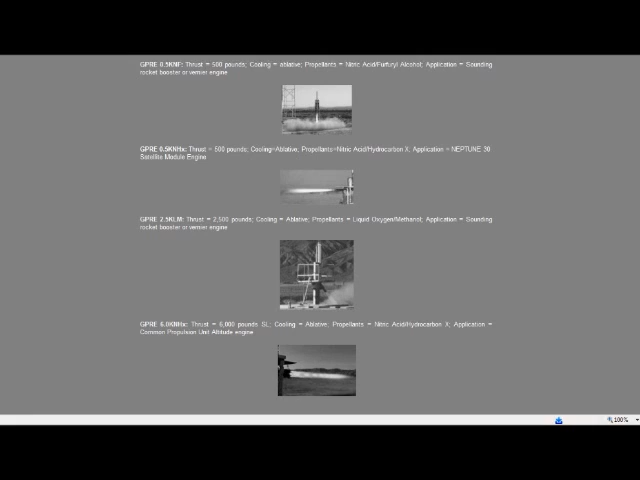 GPRE 0.5KNF: Thrust = 500 pounds; Cooling = ablative; Propellants = Nitric Acid/Furfuryl Alcohol; Application = Sounding
rocket booster or vernier engine
GPRE 0.5KNHx: Thrust = 500 pounds; Cooling=Ablative; Propellants=Nitric Acid/Hydrocarbon X; Application = NEPTUNE 30
Satellite Module Engine
GPRE 2.5KLM: Thrust = 2,500 pounds; Cooling = Ablative; Propellants = Liquid Oxygen/Methanol; Application = Sounding
rocket booster or vernier engine
GPRE 6.0KNHx: Thrust = 6,000 pounds SL; Cooling = Ablative; Propellants = Nitric Acid/Hydrocarbon X; Application =
Common Propulsion Unit Altitude engine
100%